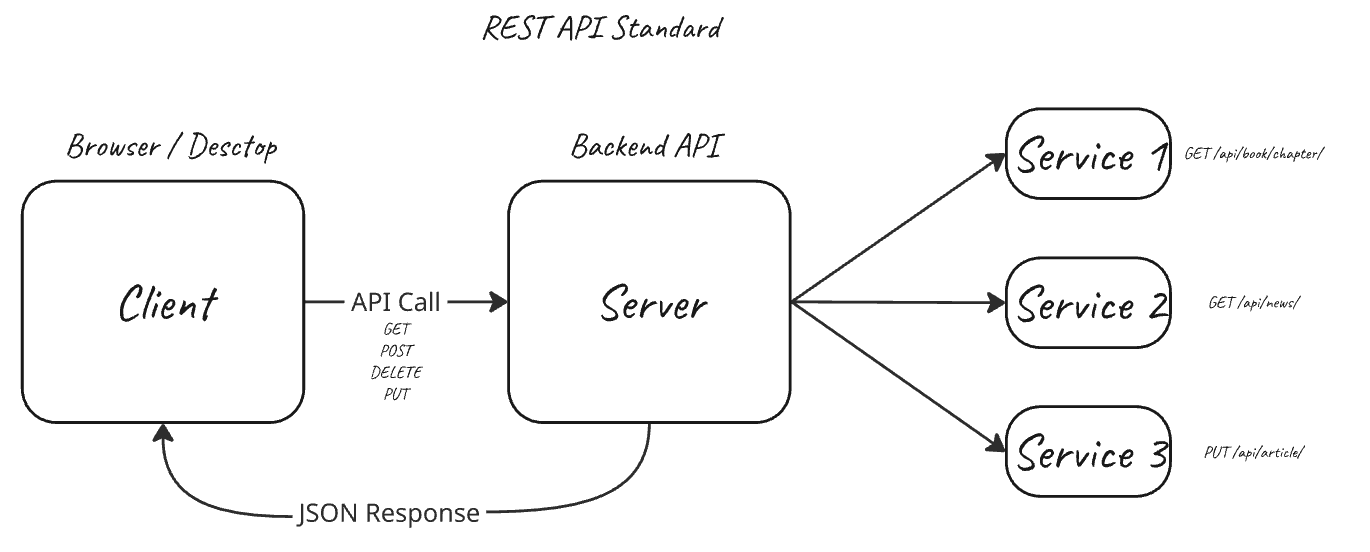 REST API Standard
Browser / Desctop
Backend API
Service 1
GET /api/book/chapter/
Client
API Call
GET
POST
DELETE
PUT
Server
Service 2
GET /api/news/
Service 3
PUT /api/article/
JSON Response